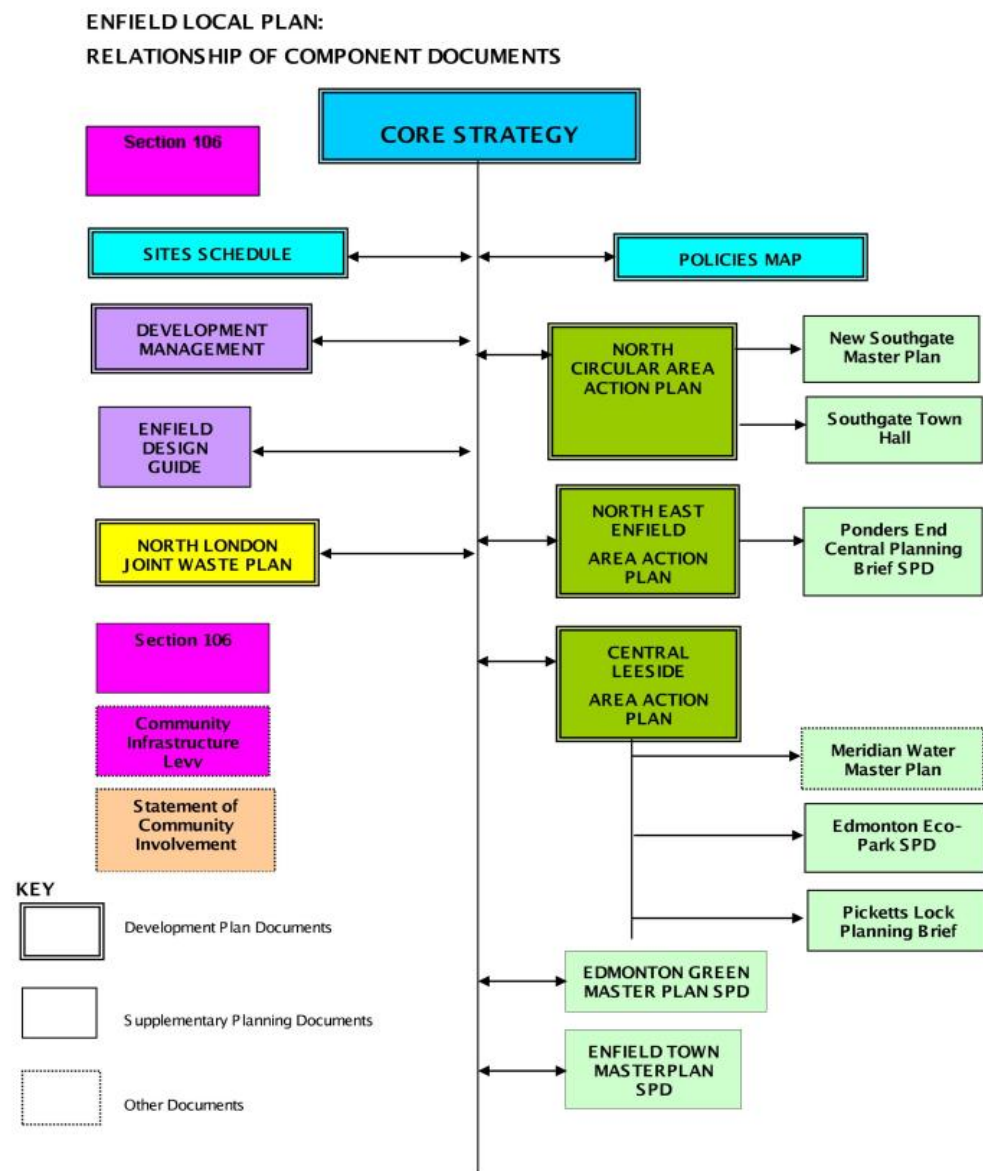 ENFIELD LOCAL PLAN:
RELATIONSHIP OF COMPONENT DOCUMENTS
CORE STRATEGY
Section 106
SITES SCHEDULE
POLICIES MAP
DEVELOPMENT
MANAGEMENT
NORTH
CIRCULAR AREA
ACTION PLAN
New Southgate
Master Plan
Southgate Town
Hall
ENFIELD
DESIGN
GUIDE
NORTH EAST
ENFIELD
AREA ACTION
PLAN
Ponders End
Central Planning
Brief SPD
NORTH LONDON
JOINT WASTE PLAN
Section 106
CENTRAL
LEESIDE
AREA ACTION
PLAN
Community
Infrastructure
Levy
Meridian Water
Master Plan
Statement of
Community
Involvement
Edmonton Eco-
Park SPD
Picketts Lock
Planning Brief
KEY
Development Plan Documents
Supplementary Planning Documents
Other Documents
EDMONTON GREEN
MASTER PLAN SPD
ENFIELD TOWN
MASTERPLAN
SPD